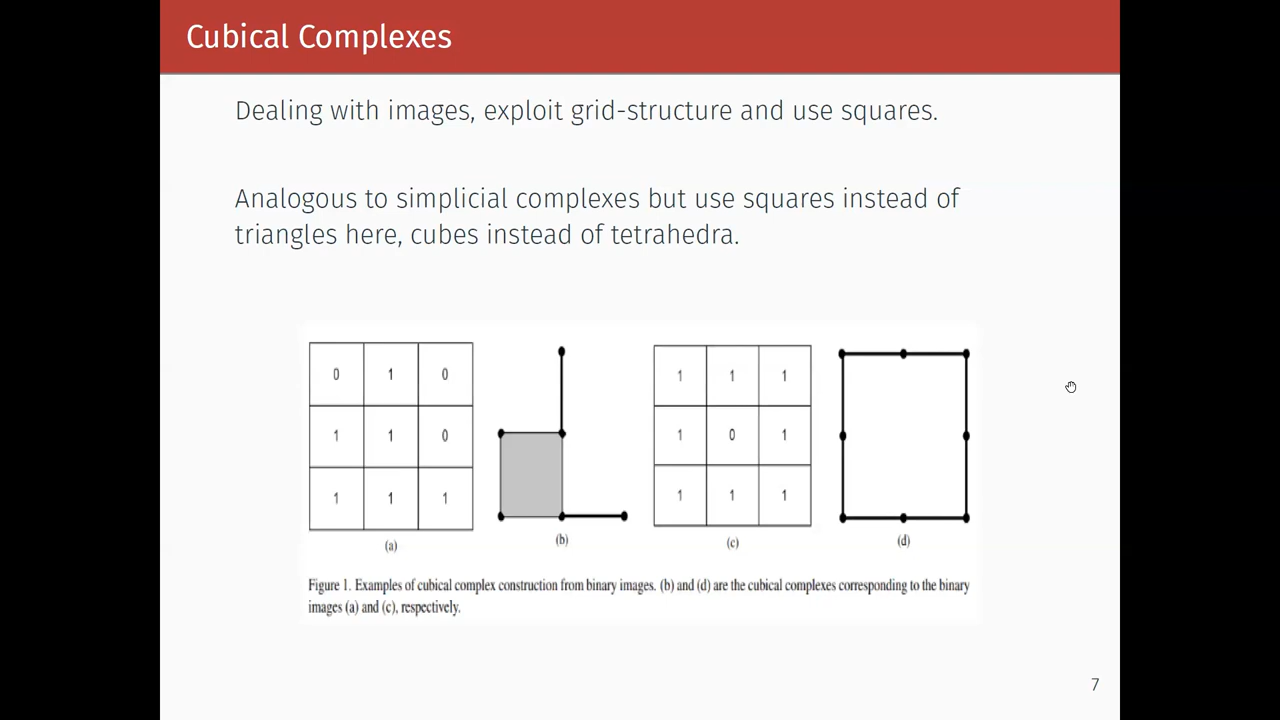 Cubical Complexes
Dealing with images, exploit grid-structure and use squares.
Analogous to simplicial complexes but use squares instead of
triangles here, cubes instead of tetrahedra.
0 1 0
1 1 0
1 1 1
(a)
(b)
1 1 1
1 0 1
1 1 1
(c)
(d)
Figure 1. Examples of cubical complex construction from binary images. (b) and (d) are the cubical complexes corresponding to the binary
images (a) and (c), respectively.
7